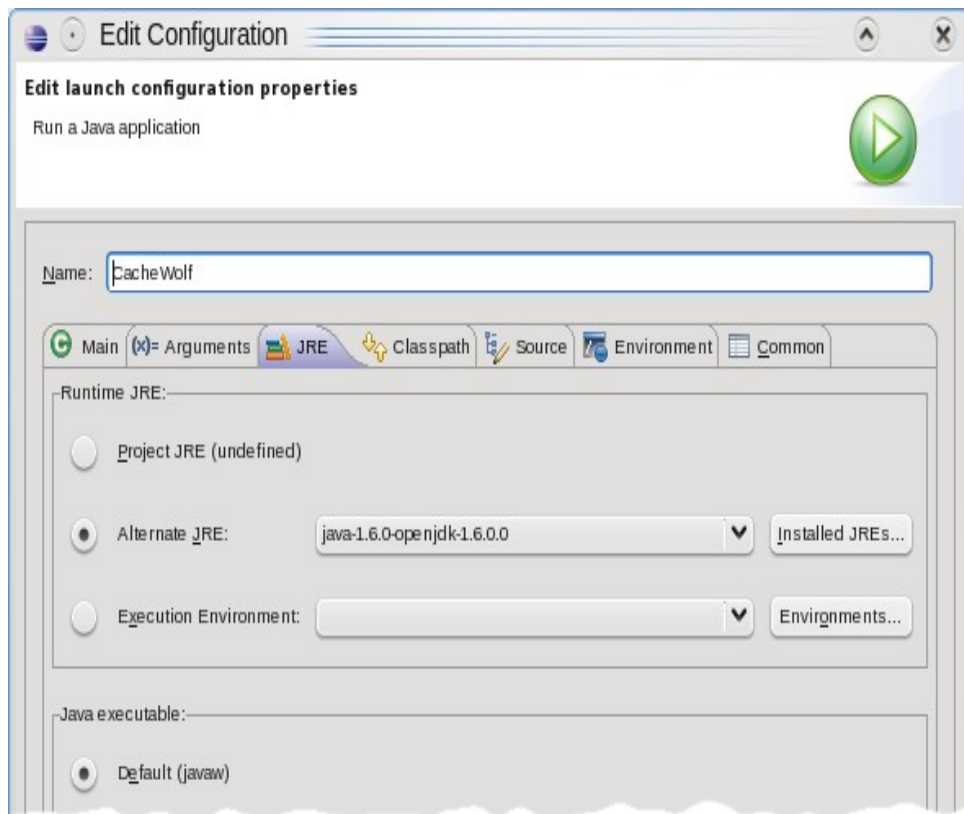 Edit Configuration
Edit launch configuration properties
Run a Java application
Name: CacheWolf
Main (x)= Arguments JRE Classpath Source Environment Common
Runtime JRE:
Project JRE (undefined)
Alternate JRE: java-1.6.0-openjdk-1.6.0.0 Installed JREs...
Execution Environment: Environments...
Java executable:
Default (javaw)